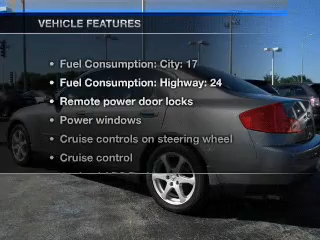 VEHICLE FEATURES
• Fuel Consumption: City: 17
• Fuel Consumption: Highway: 24
• Remote power door locks
• Power windows
• Cruise controls on steering wheel
• Cruise control